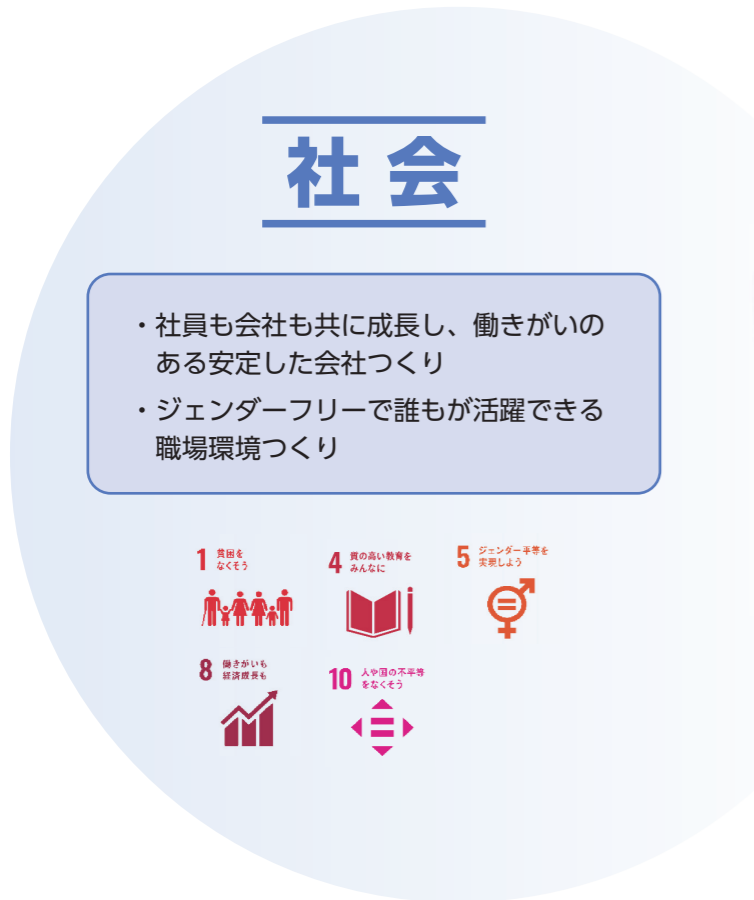 社会
・社員も会社も共に成長し、働きがいの
ある安定した会社つくり
・ジェンダーフリーで誰もが活躍できる
職場環境つくり
1 貧困を
なくそう
4 質の高い教育を
みんなに
5 ジェンダー平等を
実現しよう
8 働きがいも
経済成長も
10 人や国の不平等
をなくそう